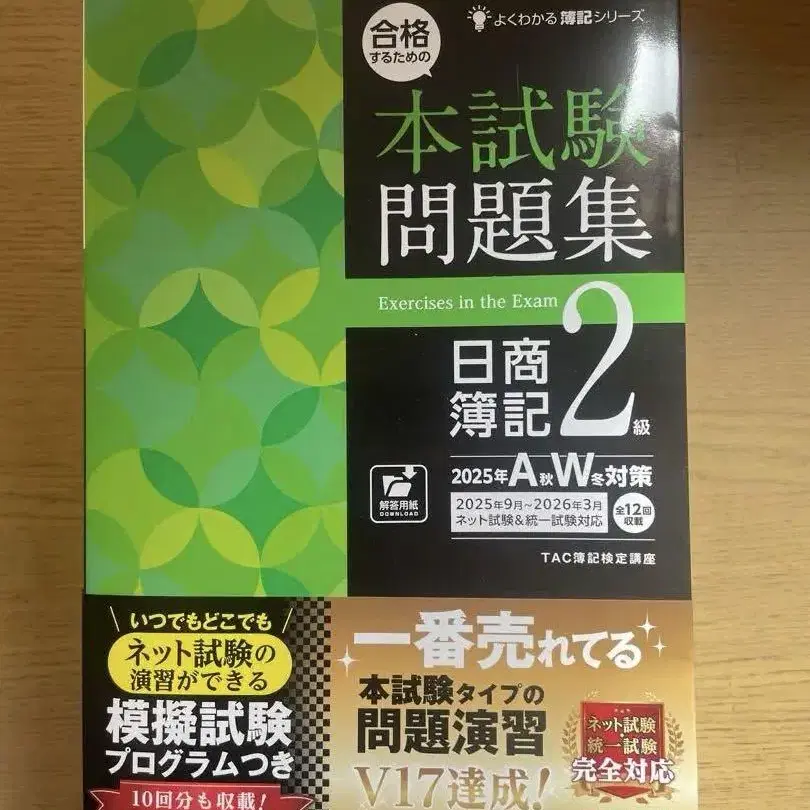 よくわかる簿記シリーズ
合格
するための
本試験
問題集
Exercises in the Exam
日商
簿記
2級
2025年AW対策
秋冬
解答用紙
DOWNLOAD
2025年9月~2026年3月
ネット試験&統一試験対応
全12回
収載
TAC簿記検定講座
いつでもどこでも
ネット試験の
演習ができる
模擬試験
プログラムつき
10回分も収載!
一番売れてる
本試験タイプの
問題演習
V17達成!
ネット試験
統一試験
完全対応